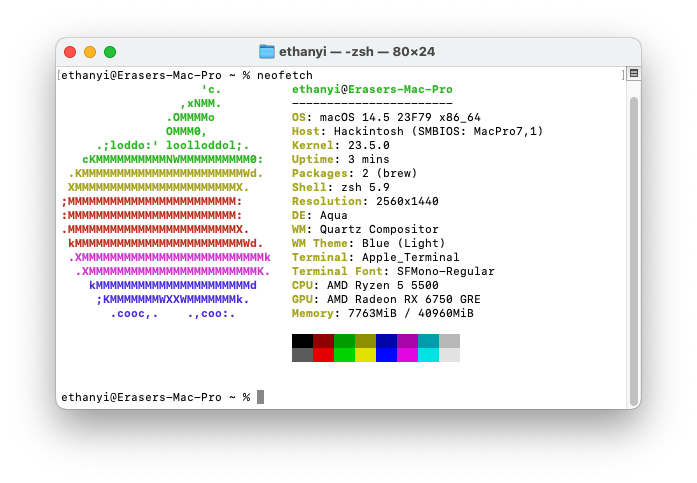 ethanyi — -zsh — 80×24
[ethanyi@Erasers-Mac-Pro ~ % neofetch ]
'c. ethanyi@Erasers-Mac-Pro
,xNMM. -----------------------
.OMMMMo OS: macOS 14.5 23F79 x86_64
OMMM0, Host: Hackintosh (SMBIOS: MacPro7,1)
.;loddo:' loolloddol;. Kernel: 23.5.0
cKMMMMMMMMMMNWMMMMMMMMMM0: Uptime: 3 mins
.KMMMMMMMMMMMMMMMMMMMMMMMWd. Packages: 2 (brew)
XMMMMMMMMMMMMMMMMMMMMMMMX. Shell: zsh 5.9
;MMMMMMMMMMMMMMMMMMMMMMMM: Resolution: 2560x1440
:MMMMMMMMMMMMMMMMMMMMMMMM: DE: Aqua
.MMMMMMMMMMMMMMMMMMMMMMMMX. WM: Quartz Compositor
kMMMMMMMMMMMMMMMMMMMMMMMMWd. WM Theme: Blue (Light)
.XMMMMMMMMMMMMMMMMMMMMMMMMMMk Terminal: Apple_Terminal
.XMMMMMMMMMMMMMMMMMMMMMMMMK. Terminal Font: SFMono-Regular
kMMMMMMMMMMMMMMMMMMMMMMd CPU: AMD Ryzen 5 5500
;KMMMMMMMWXXWMMMMMMMk. GPU: AMD Radeon RX 6750 GRE
.cooc,. .,coo:. Memory: 7763MiB / 40960MiB
ethanyi@Erasers-Mac-Pro ~ %